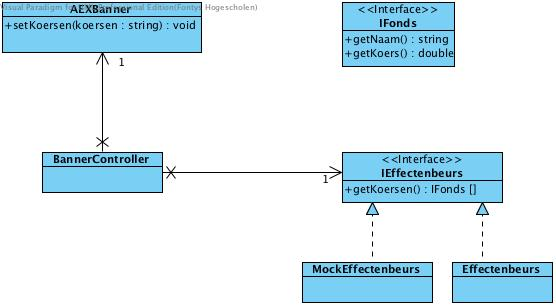 Visual Paradigm for UML Professional Edition(Fontys Hogescholen)
AEXBanner
+setKoersen(koersen : string) : void
1
<<Interface>>
IFonds
+getNaam() : string
+getKoers() : double
BannerController
1
<<Interface>>
IEffectenbeurs
+getKoersen() : IFonds []
MockEffectenbeurs
Effectenbeurs